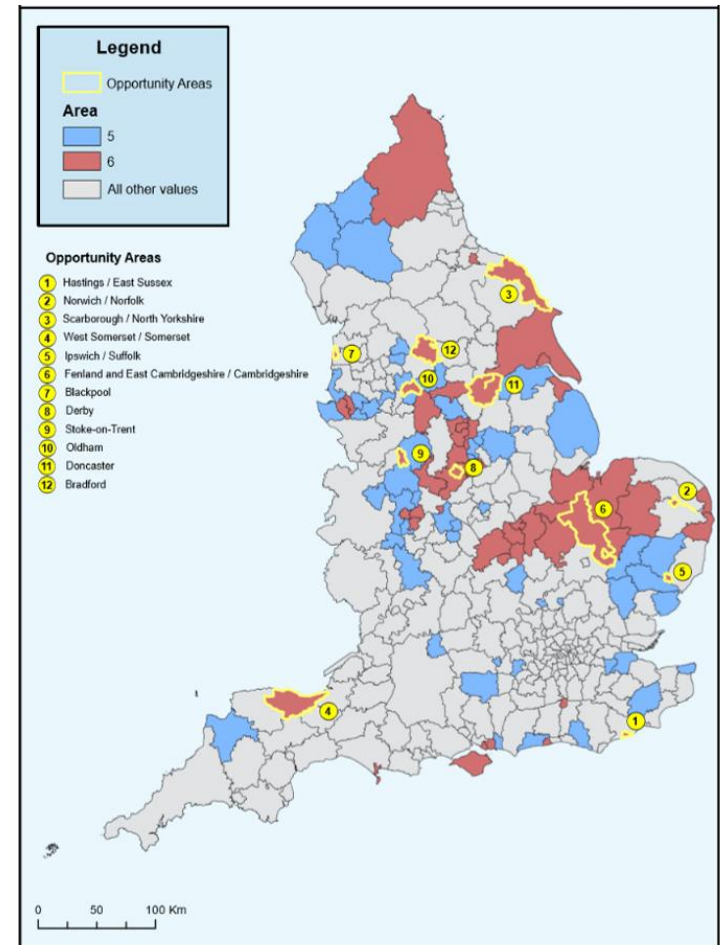 Legend
Opportunity Areas
Area
5
6
All other values
Opportunity Areas
1 Hastings / East Sussex
2 Norwich / Norfolk
3 Scarborough / North Yorkshire
4 West Somerset / Somerset
5 Ipswich / Suffolk
6 Fenland and East Cambridgeshire / Cambridgeshire
7 Blackpool
8 Derby
9 Stoke-on-Trent
10 Oldham
11 Doncaster
12 Bradford
3
7
12
10
11
9
8
2
6
5
4
1
0 50 100 Km